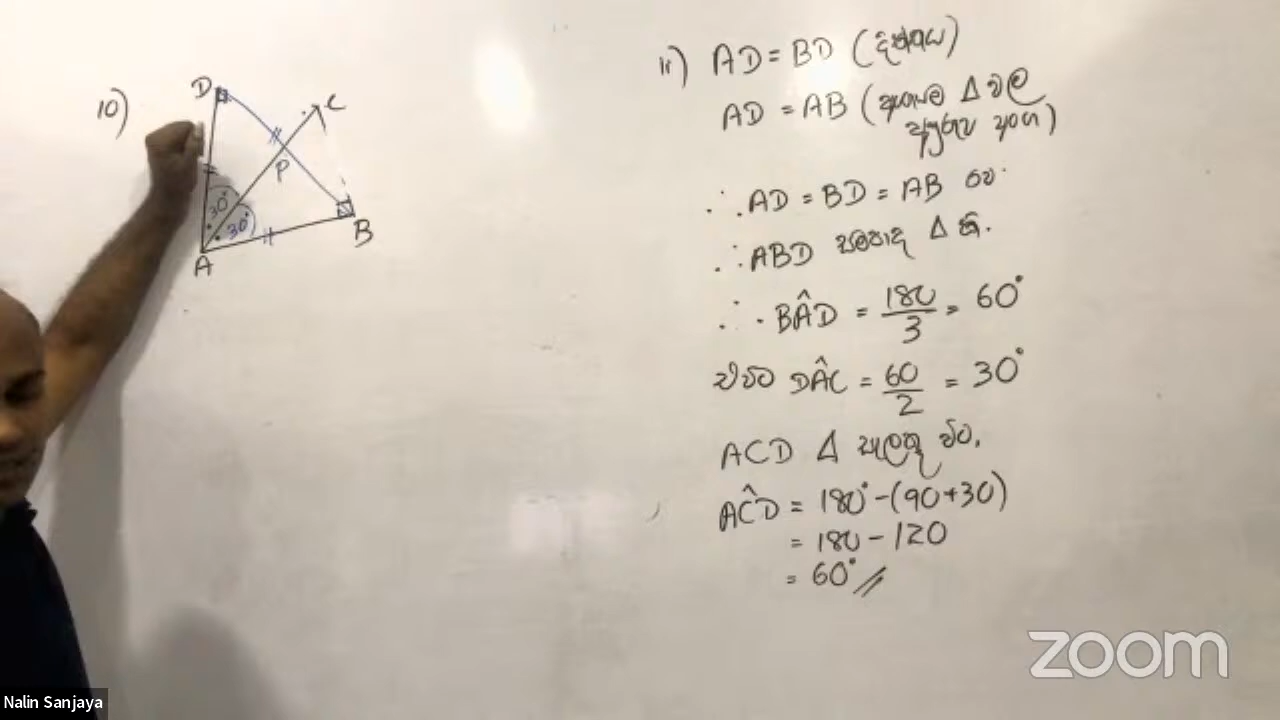 10)
D
C
P
30°
30°
B
A
ii) AD = BD (දත්තය)
AD = AB (අංගසම Δ වල
අනුරූප අංග)
∴ AD = BD = AB වේ.
∴ ABD සමපාද Δ කි.
∴ BÂD = 180/3 = 60°
එවිට DÂC = 60/2 = 30°
ACD Δ සැලකූ විට,
AĈD = 180° - (90+30)
= 180 - 120
= 60°
zoom
Nalin Sanjaya